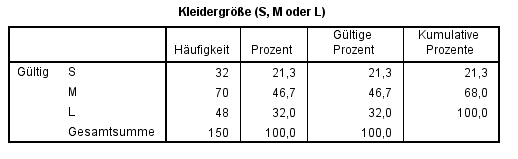 Kleidergröße (S, M oder L)
Häufigkeit Prozent Gültige Prozent Kumulative Prozente
Gültig S 32 21,3 21,3 21,3
M 70 46,7 46,7 68,0
L 48 32,0 32,0 100,0
Gesamtsumme 150 100,0 100,0